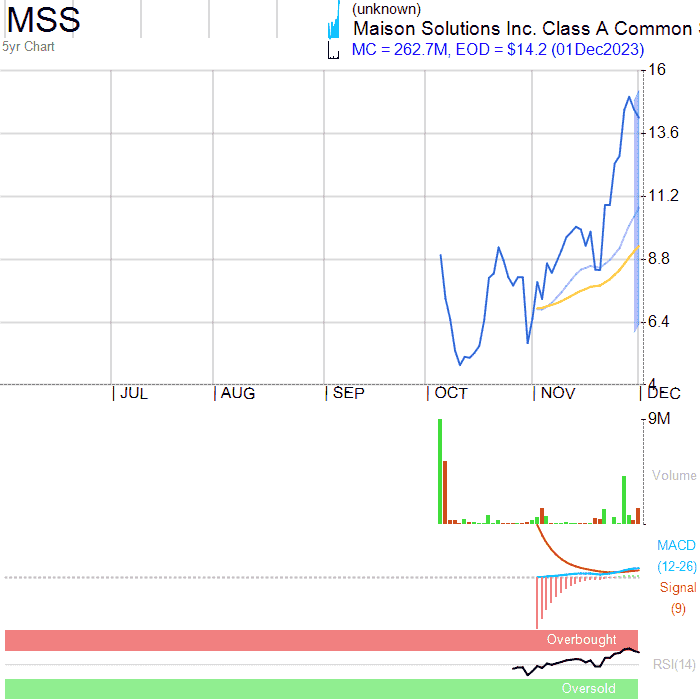 MSS
(unknown)
Maison Solutions Inc. Class A Common
5yr Chart
MC = 262.7M, EOD = $14.2 (01Dec2023)
16
13.6
11.2
8.8
6.4
4
JUL AUG SEP OCT NOV DEC
9M
Volume
MACD
(12-26)
Signal
(9)
Overbought
RSI(14)
Oversold